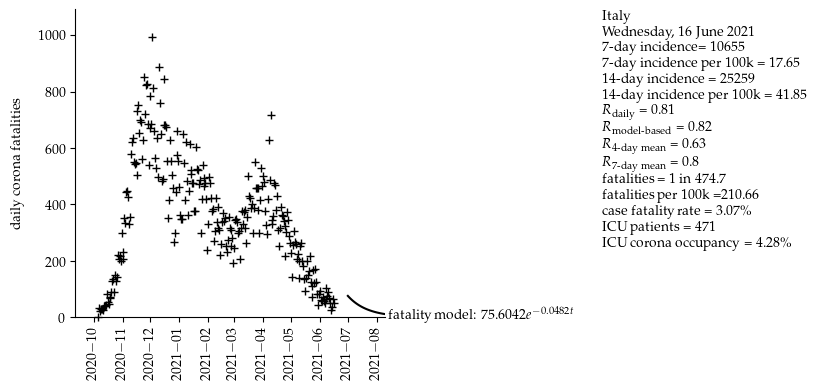 Italy
Wednesday, 16 June 2021
7-day incidence= 10655
7-day incidence per 100k = 17.65
14-day incidence = 25259
14-day incidence per 100k = 41.85
R_daily = 0.81
R_model-based = 0.82
R_4-day mean = 0.63
R_7-day mean = 0.8
fatalities = 1 in 474.7
fatalities per 100k =210.66
case fatality rate = 3.07%
ICU patients = 471
ICU corona occupancy = 4.28%
daily corona fatalities
1000
800
600
400
200
0
fatality model: 75.6042e^{−0.0482t}
2020−10
2020−11
2020−12
2021−01
2021−02
2021−03
2021−04
2021−05
2021−06
2021−07
2021−08